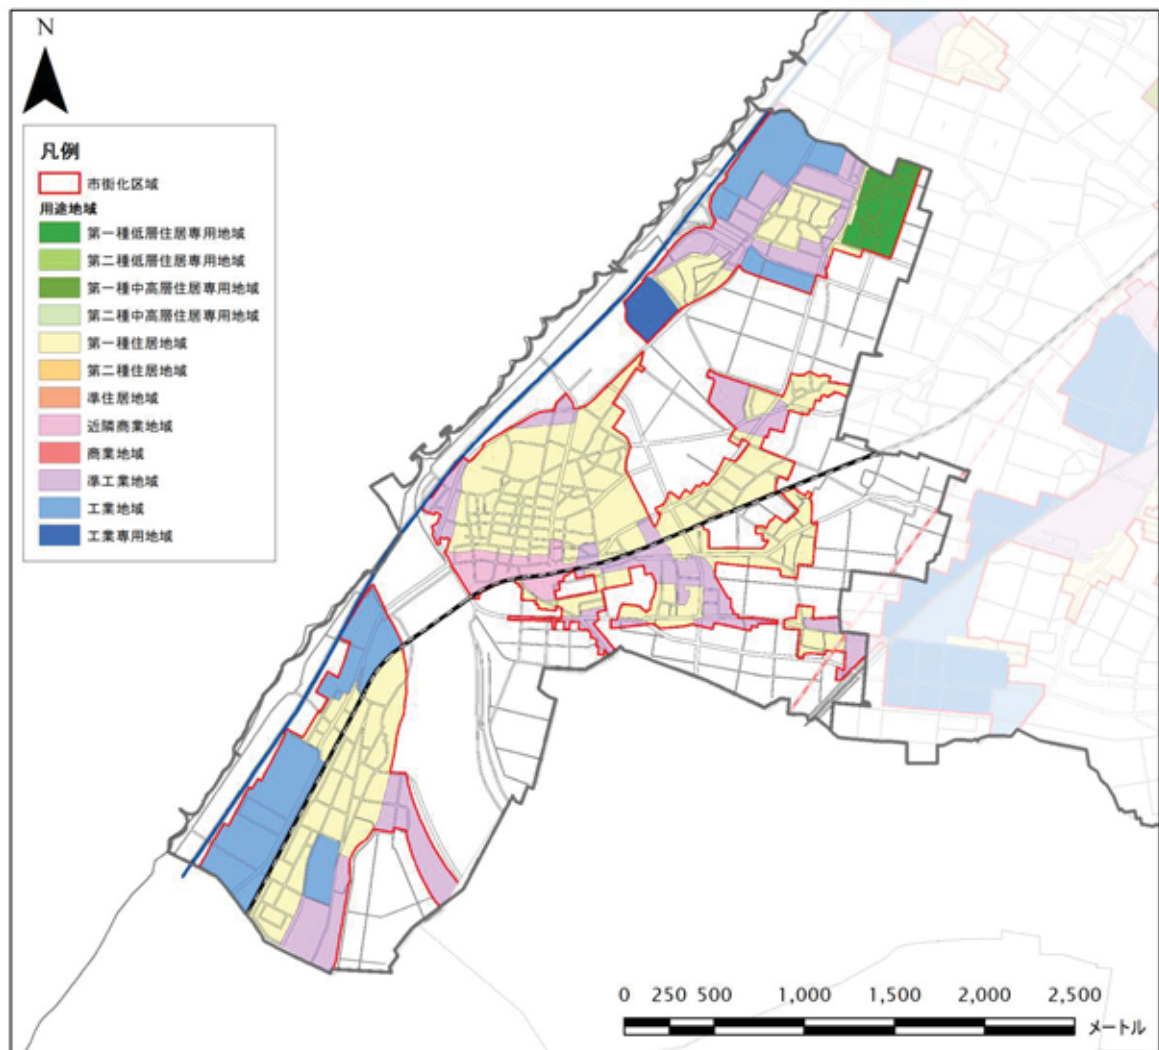 N
凡例
市街化区域
用途地域
第一種低層住居専用地域
第二種低層住居専用地域
第一種中高層住居専用地域
第二種中高層住居専用地域
第一種住居地域
第二種住居地域
準住居地域
近隣商業地域
商業地域
準工業地域
工業地域
工業専用地域
0 250 500 1,000 1,500 2,000 2,500
メートル